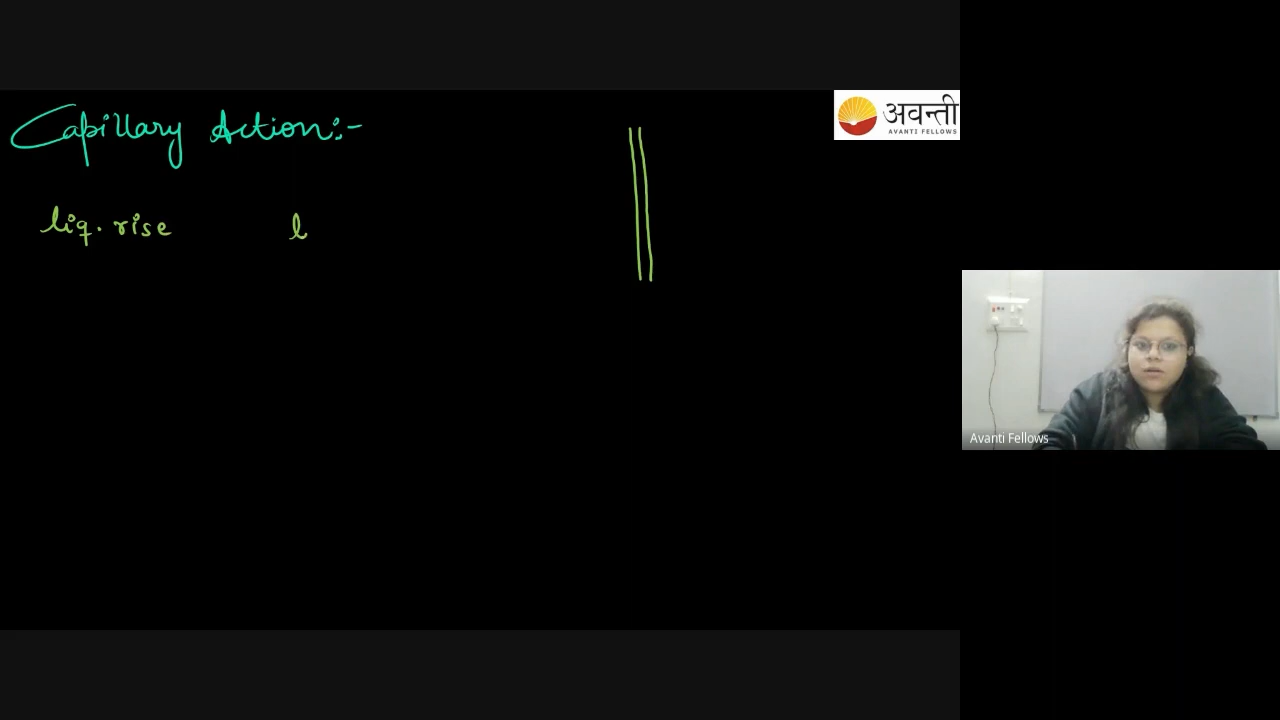 Capillary Action:-
अवन्ती
AVANTI FELLOWS
liq. rise l
Avanti Fellows